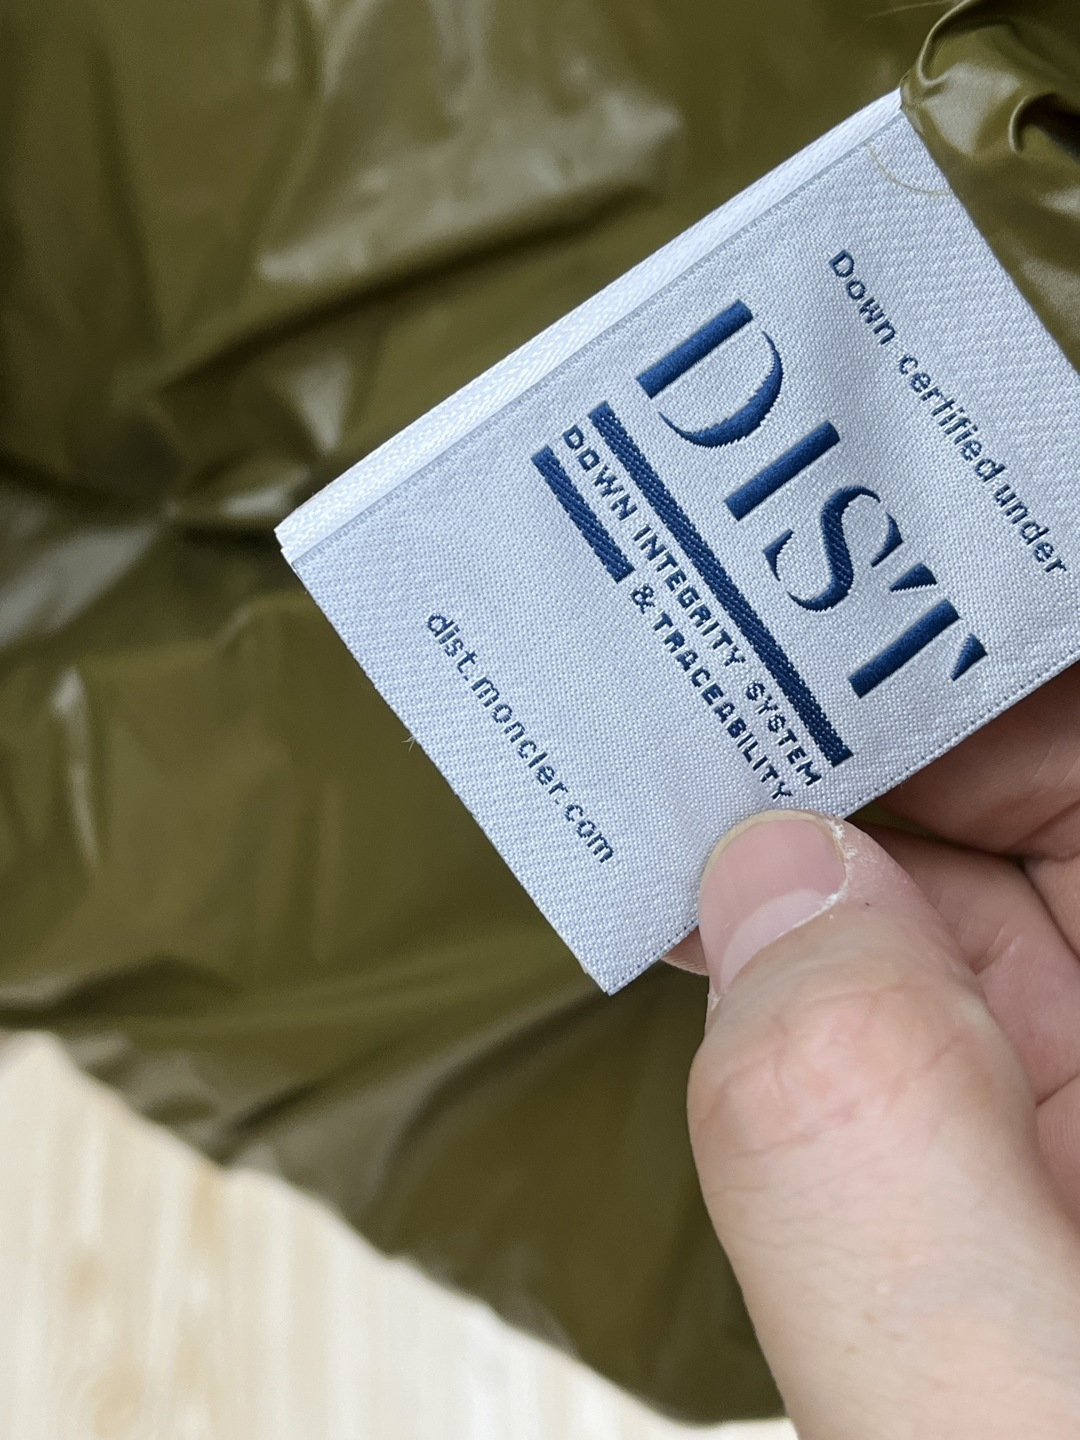 Down certified under
DIST
DOWN INTEGRITY SYSTEM
& TRACEABILITY
dist.moncler.com